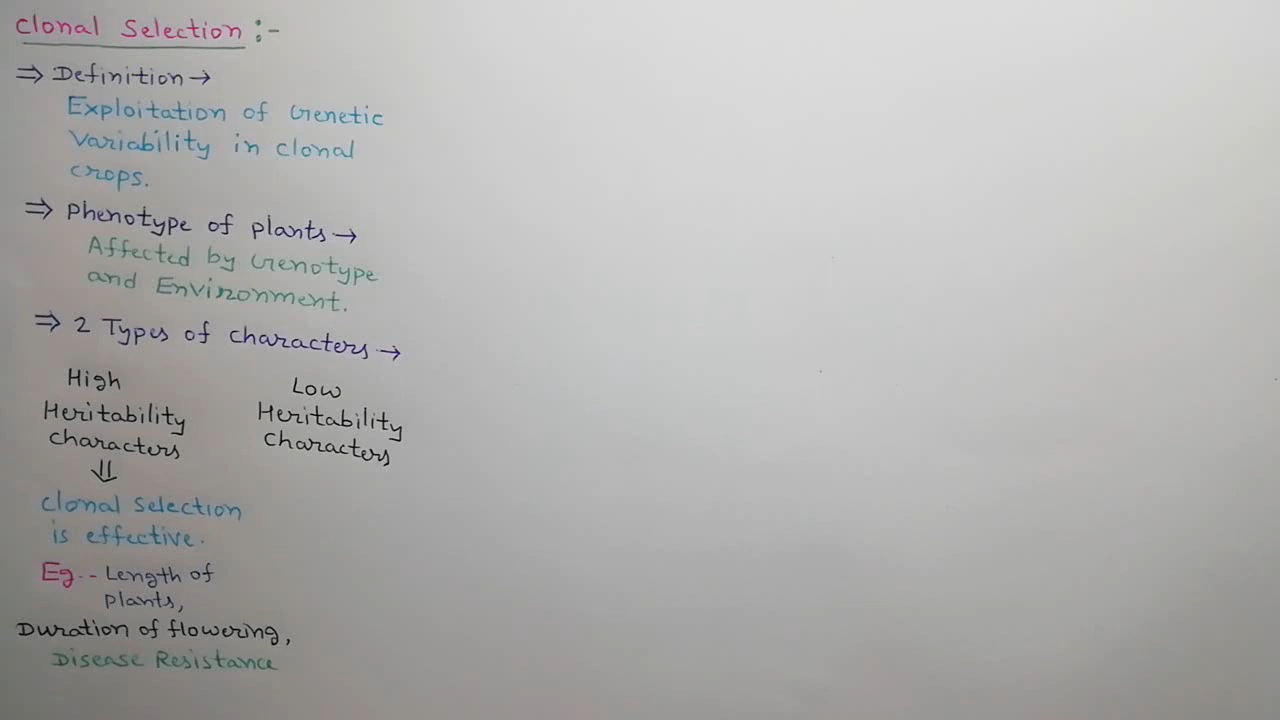 Clonal Selection :-
⇒ Definition →
Exploitation of Genetic
Variability in clonal
crops.
⇒ Phenotype of plants →
Affected by Genotype
and Environment.
⇒ 2 Types of characters →
High
Heritability
characters
⇓
Clonal Selection
is effective.
Eg.- Length of
plants,
Duration of flowering,
Disease Resistance
Low
Heritability
characters